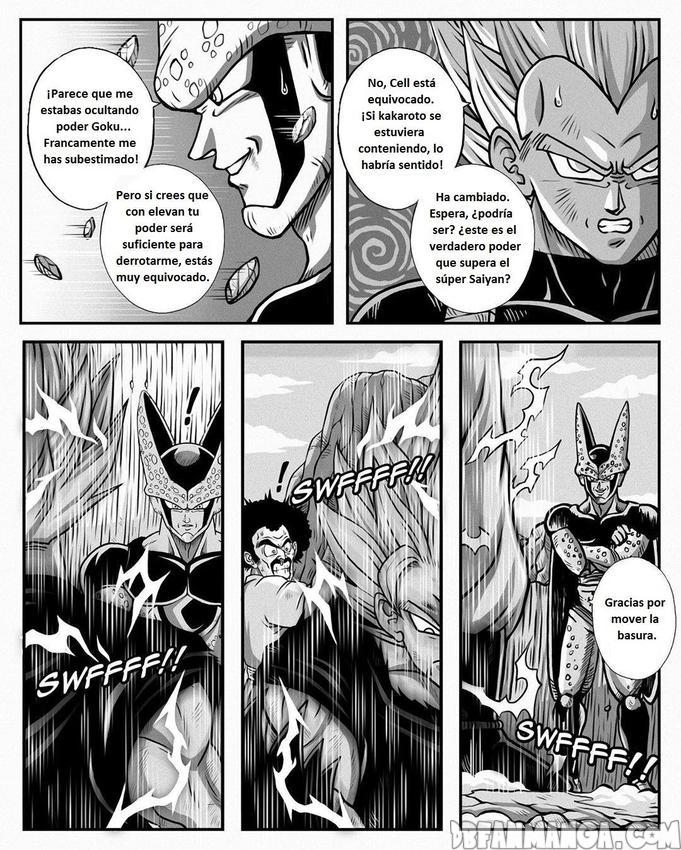 ¡Parece que me
estabas ocultando
poder Goku...
Francamente me
has subestimado!
Pero si crees que
con elevan tu
poder será
suficiente para
derrotarme, estás
muy equivocado.
No, Cell está
equivocado.
¡Si kakaroto se
estuviera
conteniendo, lo
habría sentido!
Ha cambiado.
Espera, ¿podría
ser? ¿este es el
verdadero poder
que supera el
súper Saiyan?
!
SWFFFF!!
!
SWFFFF!!
Gracias por
mover la
basura.
SWFFFF!!
DBFANMANGA.COM